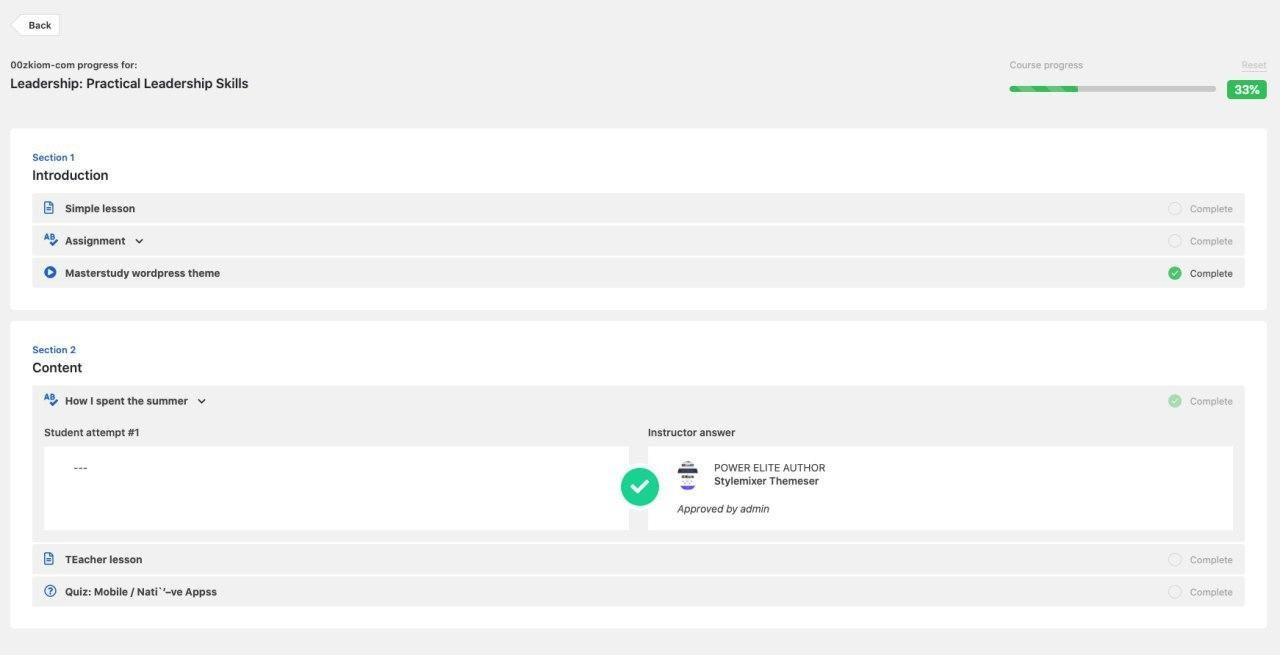 Back
00zkiom-com progress for:
Leadership: Practical Leadership Skills
Course progress
Reset
33%
Section 1
Introduction
Simple lesson
Complete
Assignment
Complete
Masterstudy wordpress theme
Complete
Section 2
Content
How I spent the summer
Complete
Student attempt #1
---
Instructor answer
POWER ELITE AUTHOR
Stylemixer Themeser
Approved by admin
TEacher lesson
Complete
Quiz: Mobile / Nati`'–ve Appss
Complete